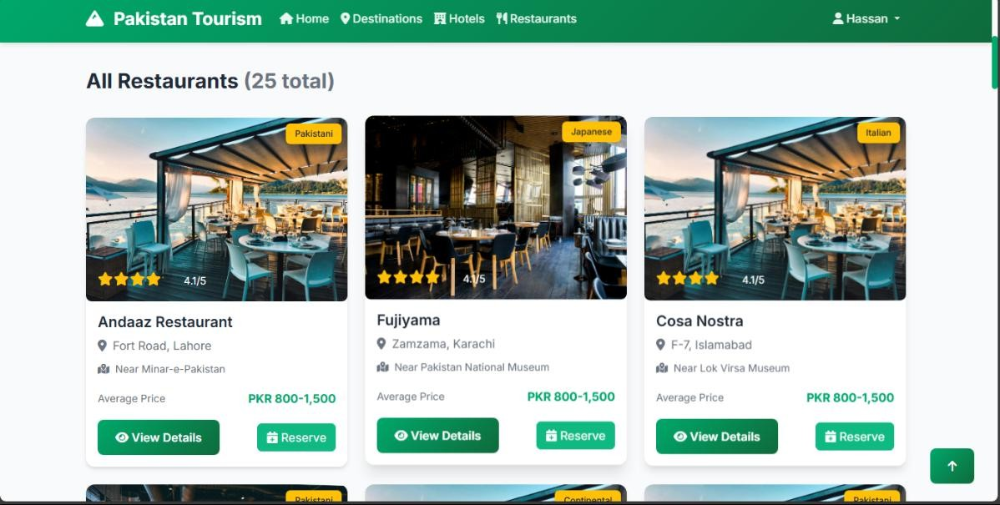 Pakistan Tourism Home Destinations Hotels Restaurants Hassan
All Restaurants (25 total)
Pakistani
4.1/5
Andaaz Restaurant
Fort Road, Lahore
Near Minar-e-Pakistan
Average Price PKR 800-1,500
View Details Reserve
Japanese
4.1/5
Fujiyama
Zamzama, Karachi
Near Pakistan National Museum
Average Price PKR 800-1,500
View Details Reserve
Italian
4.1/5
Cosa Nostra
F-7, Islamabad
Near Lok Virsa Museum
Average Price PKR 800-1,500
View Details Reserve
Pakistani
Continental
Pakistani